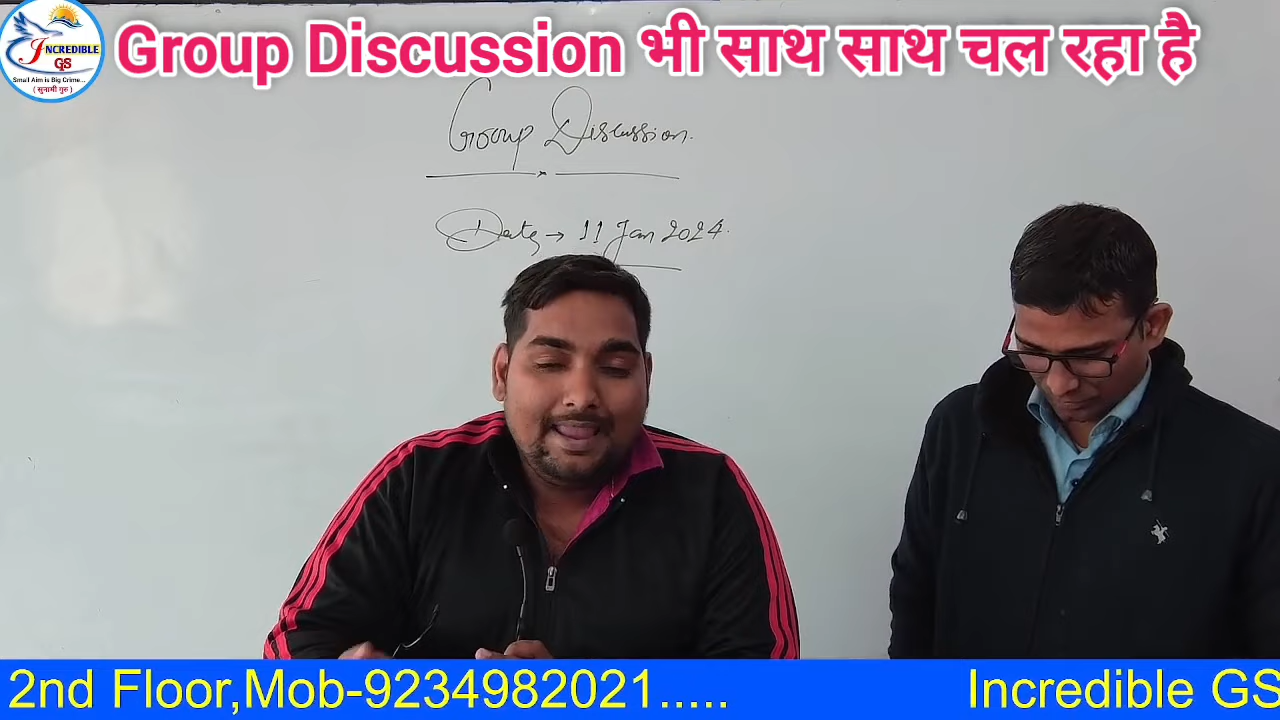 INCREDIBLE
GS
Small Aim is Big Crime...
( सुनामी गुरु )
Group Discussion भी साथ साथ चल रहा है
Group Discussion.
Date → 11 Jan 2024.
2nd Floor,Mob-9234982021..... Incredible GS